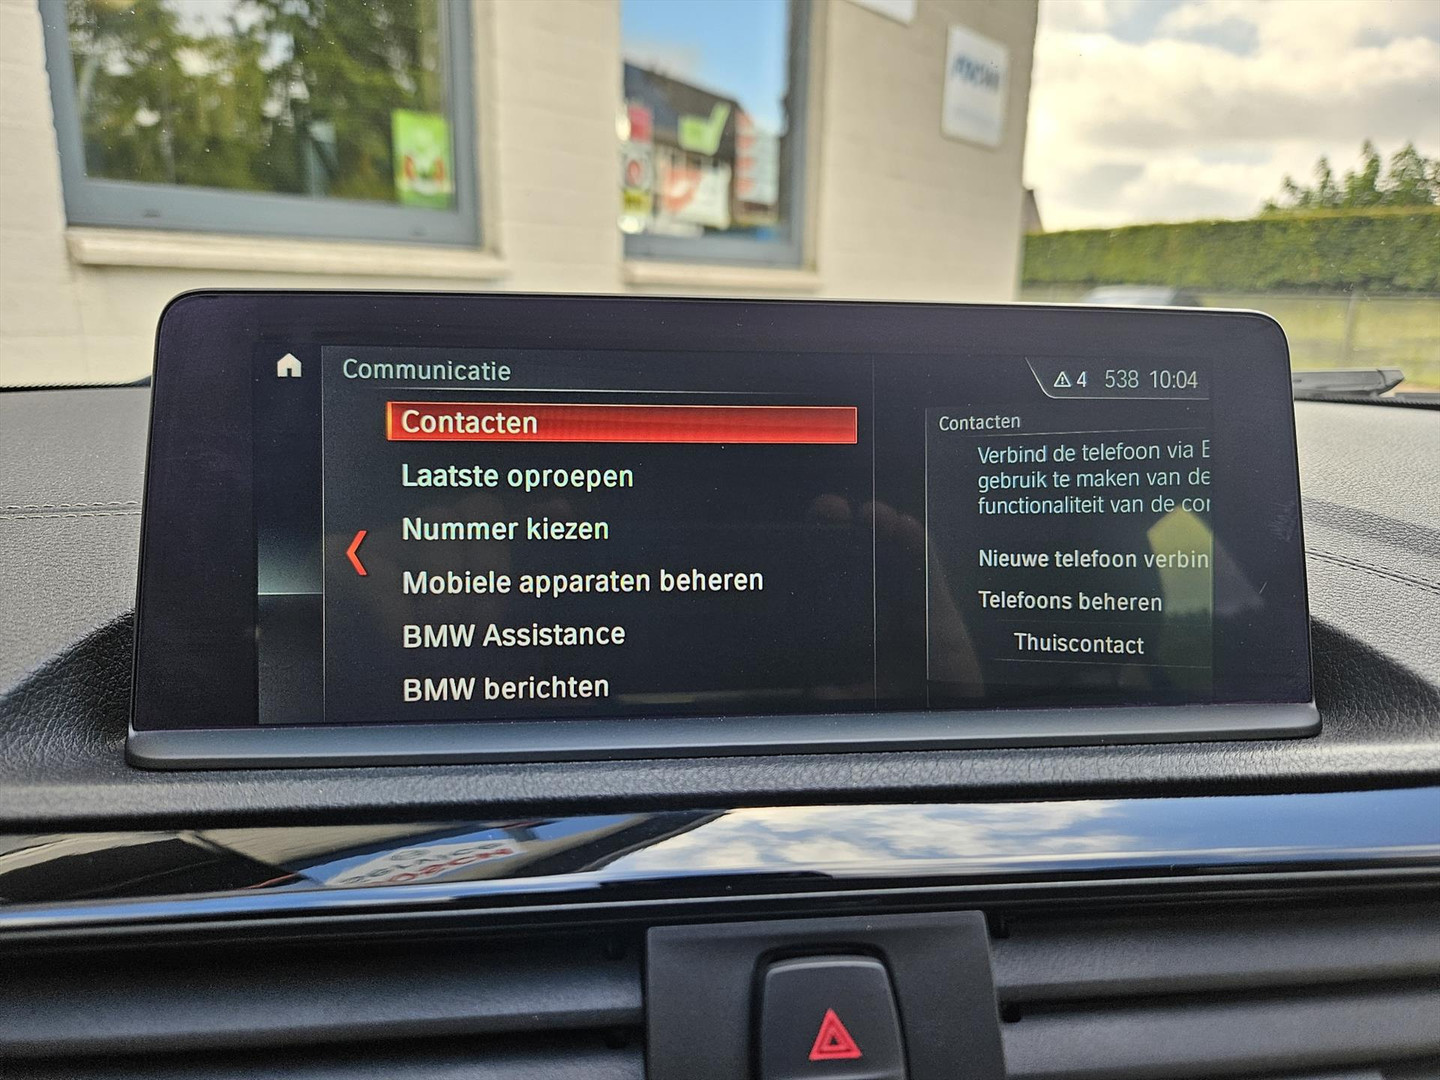 Communicatie
4 538 10:04
Contacten
Laatste oproepen
Nummer kiezen
Mobiele apparaten beheren
BMW Assistance
BMW berichten
Contacten
Verbind de telefoon via
gebruik te maken van de
functionaliteit van de
Nieuwe telefoon verbin
Telefoons beheren
Thuiscontact